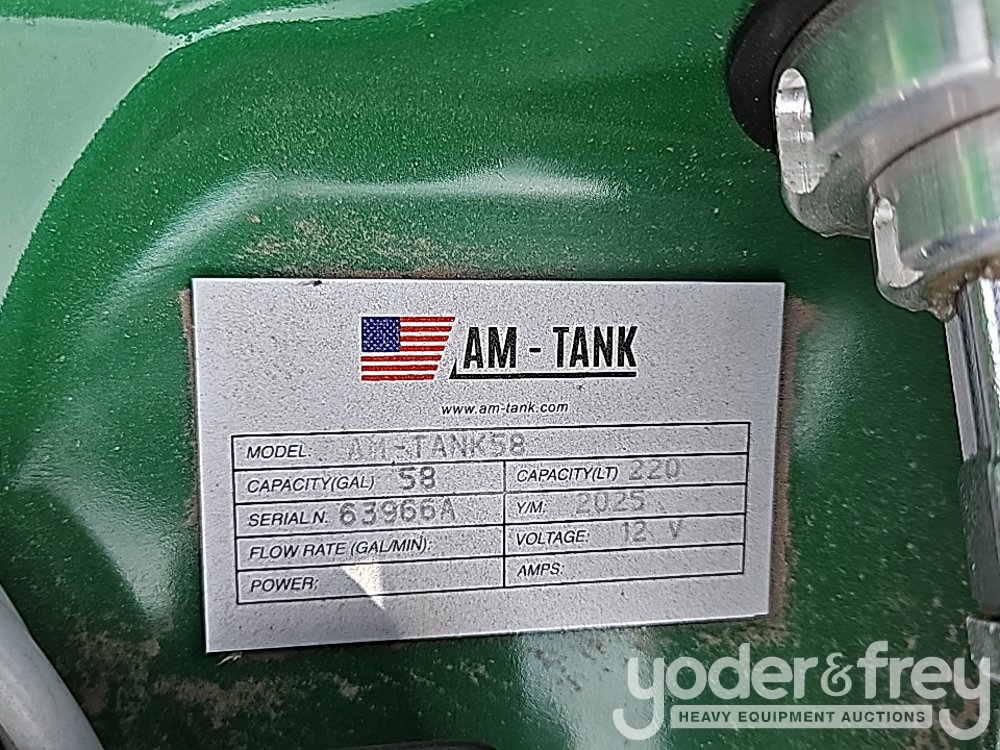 AM - TANK
www.am-tank.com
MODEL. AM-TANK58
CAPACITY(GAL) 58 CAPACITY(LT) 220
SERIAL N. 63966A Y/M: 2025
FLOW RATE (GAL/MIN): VOLTAGE: 12 V
POWER: AMPS:
yoder&frey
HEAVY EQUIPMENT AUCTIONS